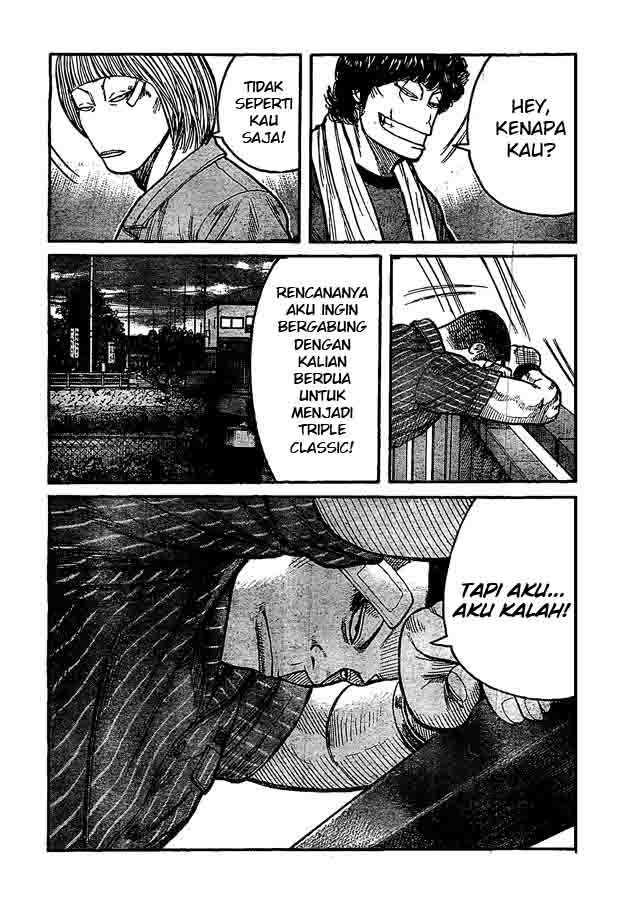 HEY,
KENAPA
KAU?
TIDAK
SEPERTI
KAU
SAJA!
RENCANANYA
AKU INGIN
BERGABUNG
DENGAN
KALIAN
BERDUA
UNTUK
MENJADI
TRIPLE
CLASSIC!
TAPI AKU...
AKU KALAH!